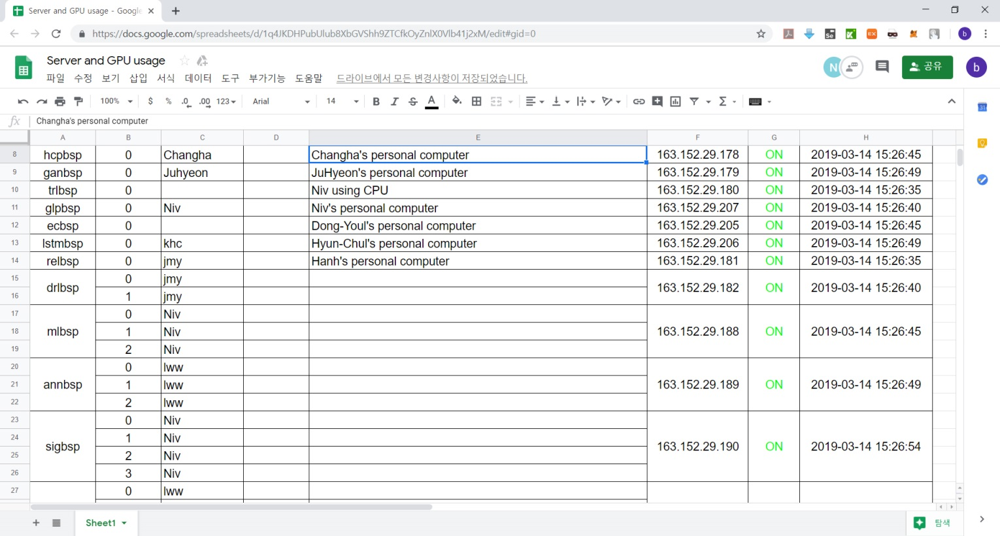 Server and GPU usage - Google
https://docs.google.com/spreadsheets/d/1q4JKDHPubUlub8XbGVShh9ZTCfkOyZnlX0Vlb41j2xM/edit#gid=0
Server and GPU usage
파일 수정 보기 삽입 서식 데이터 도구 부가기능 도움말 드라이브에서 모든 변경사항이 저장되었습니다.
N 공유 b
100% $ % .0 .00 123 Arial 14 B I S A
fx Changha's personal computer
A B C D E F G H
8 hcpbsp 0 Changha Changha's personal computer 163.152.29.178 ON 2019-03-14 15:26:45
9 ganbsp 0 Juhyeon JuHyeon's personal computer 163.152.29.179 ON 2019-03-14 15:26:49
10 trlbsp 0 Niv using CPU 163.152.29.180 ON 2019-03-14 15:26:35
11 glpbsp 0 Niv Niv's personal computer 163.152.29.207 ON 2019-03-14 15:26:40
12 ecbsp 0 Dong-Youl's personal computer 163.152.29.205 ON 2019-03-14 15:26:45
13 lstmbsp 0 khc Hyun-Chul's personal computer 163.152.29.206 ON 2019-03-14 15:26:49
14 relbsp 0 jmy Hanh's personal computer 163.152.29.181 ON 2019-03-14 15:26:35
15 0 jmy
drlbsp 163.152.29.182 ON 2019-03-14 15:26:40
16 1 jmy
17 0 Niv
18 mlbsp 1 Niv 163.152.29.188 ON 2019-03-14 15:26:45
19 2 Niv
20 0 lww
21 annbsp 1 lww 163.152.29.189 ON 2019-03-14 15:26:49
22 2 lww
23 0 Niv
24 1 Niv
sigbsp 163.152.29.190 ON 2019-03-14 15:26:54
25 2 Niv
26 3 Niv
27 0 lww
Sheet1 탐색